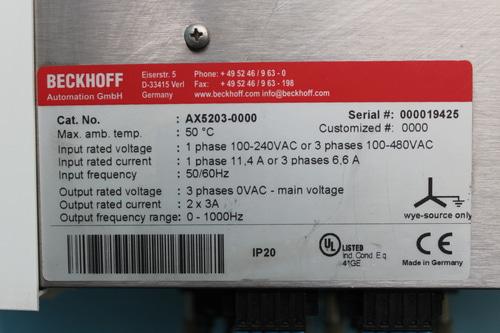 BECKHOFF
Automation GmbH
Eiserstr. 5
D-33415 Verl
Germany
Phone: + 49 52 46 / 9 63 - 0
Fax: + 49 52 46 / 9 63 - 198
www.beckhoff.com info@beckhoff.com
Cat. No. : AX5203-0000 Serial #: 000019425
Max. amb. temp. : 50 °C Customized #: 0000
Input rated voltage : 1 phase 100-240VAC or 3 phases 100-480VAC
Input rated current : 1 phase 11,4 A or 3 phases 6,6 A
Input frequency : 50/60Hz
Output rated voltage : 3 phases 0VAC - main voltage
Output rated current : 2 x 3A
Output frequency range: 0 - 1000Hz
wye-source only
IP20
UL LISTED
Ind. Cond. Eq.
41GE
CE
Made in Germany